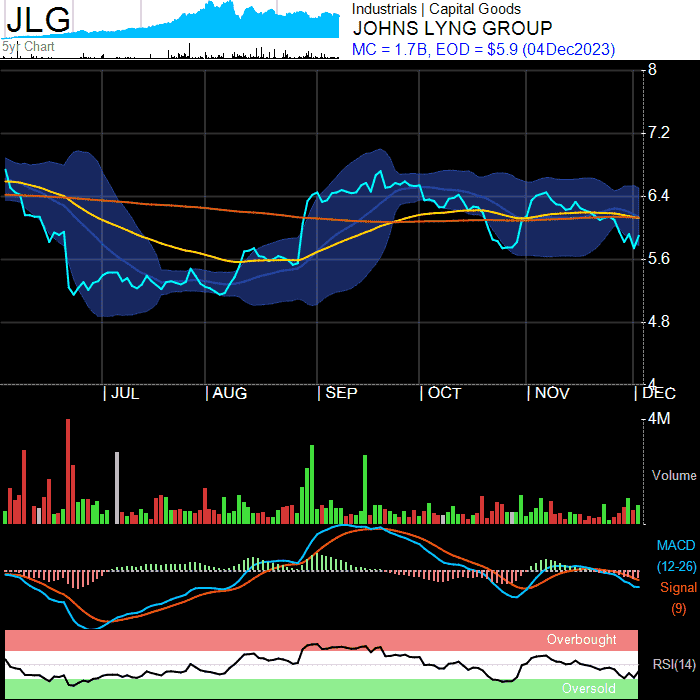 JLG
5yr Chart
Industrials | Capital Goods
JOHNS LYNG GROUP
MC = 1.7B, EOD = $5.9 (04Dec2023)
8
7.2
6.4
5.6
4.8
4
| JUL | AUG | SEP | OCT | NOV | DEC
4M
Volume
MACD
(12-26)
Signal
(9)
Overbought
RSI(14)
Oversold